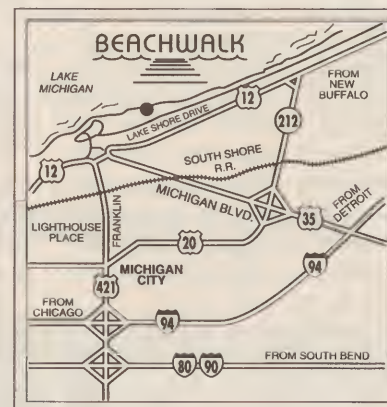 BEACHWALK
LAKE
MICHIGAN
FROM
NEW
BUFFALO
12
LAKE SHORE DRIVE
212
SOUTH SHORE
R.R.
12
MICHIGAN BLVD.
FROM
DETROIT
35
LIGHTHOUSE
PLACE
FRANKLIN
20
94
MICHIGAN
CITY
421
FROM
CHICAGO
94
FROM SOUTH BEND
80 90